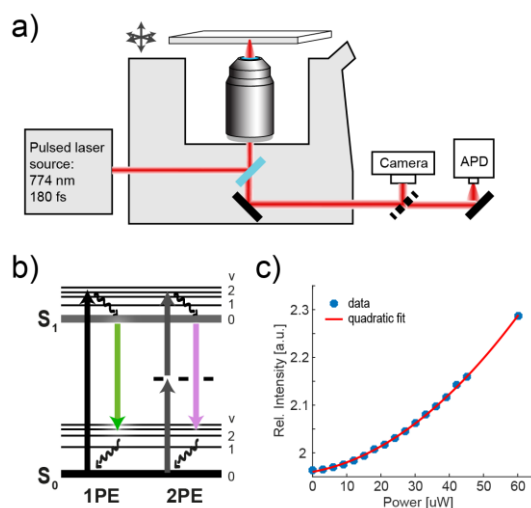 a)
Pulsed laser
source:
774 nm
180 fs
Camera
APD
b)
v
2
1
S1
0
v
2
1
S0
0
1PE
2PE
c)
data
quadratic fit
Rel. Intensity [a.u.]
2.3
2.2
2.1
2
0
10
20
30
40
50
60
Power [uW]